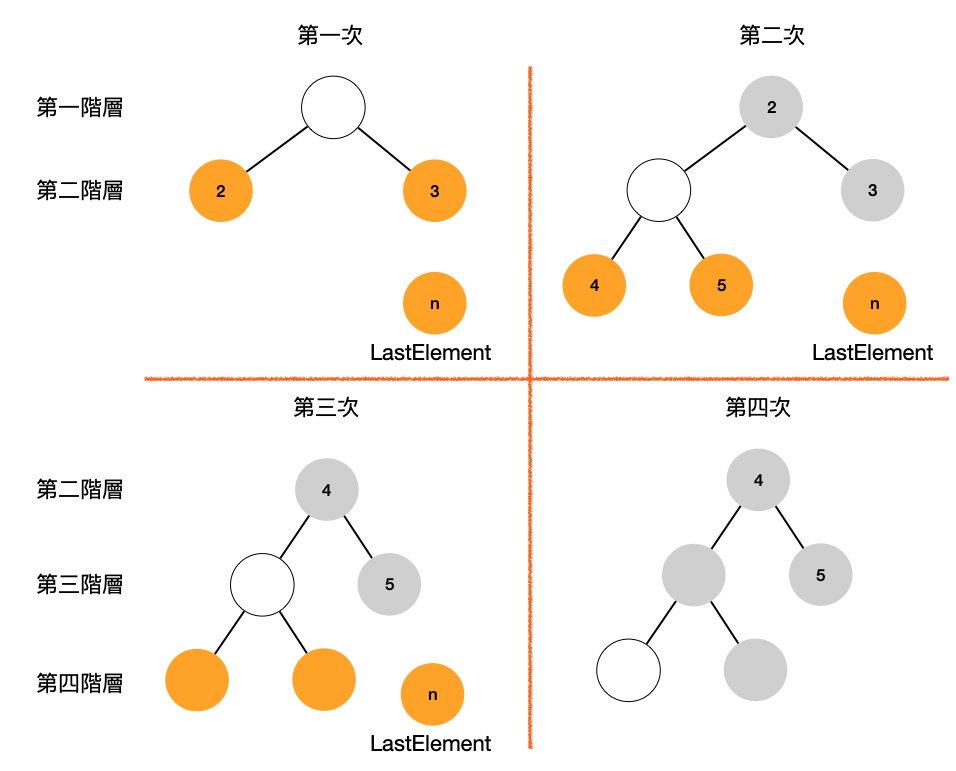 第一次
第二次
第一階層
2
第二階層
2
3
3
4
5
n
n
LastElement
LastElement
第三次
第四次
第二階層
4
4
第三階層
5
5
第四階層
n
LastElement